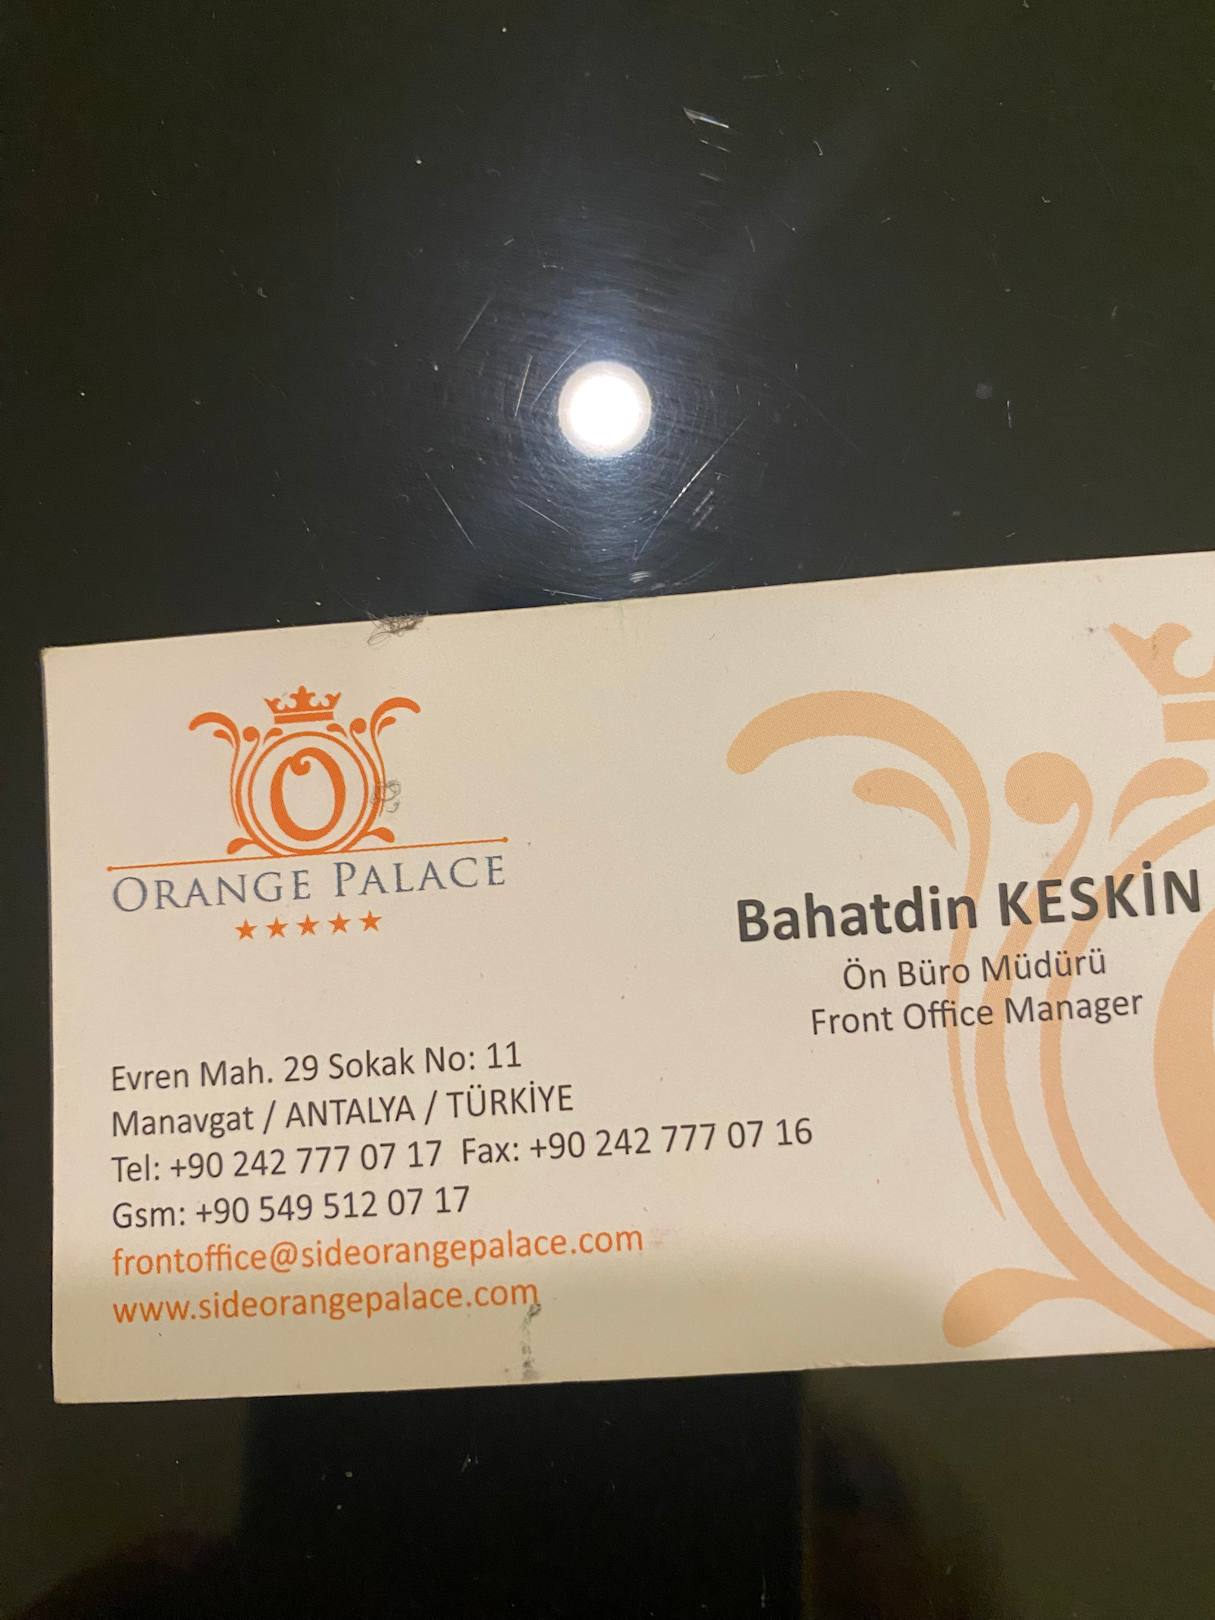 O
ORANGE PALACE
Bahatdin KESKİN
Ön Büro Müdürü
Front Office Manager
Evren Mah. 29 Sokak No: 11
Manavgat / ANTALYA / TÜRKİYE
Tel: +90 242 777 07 17 Fax: +90 242 777 07 16
Gsm: +90 549 512 07 17
frontoffice@sideorangepalace.com
www.sideorangepalace.com